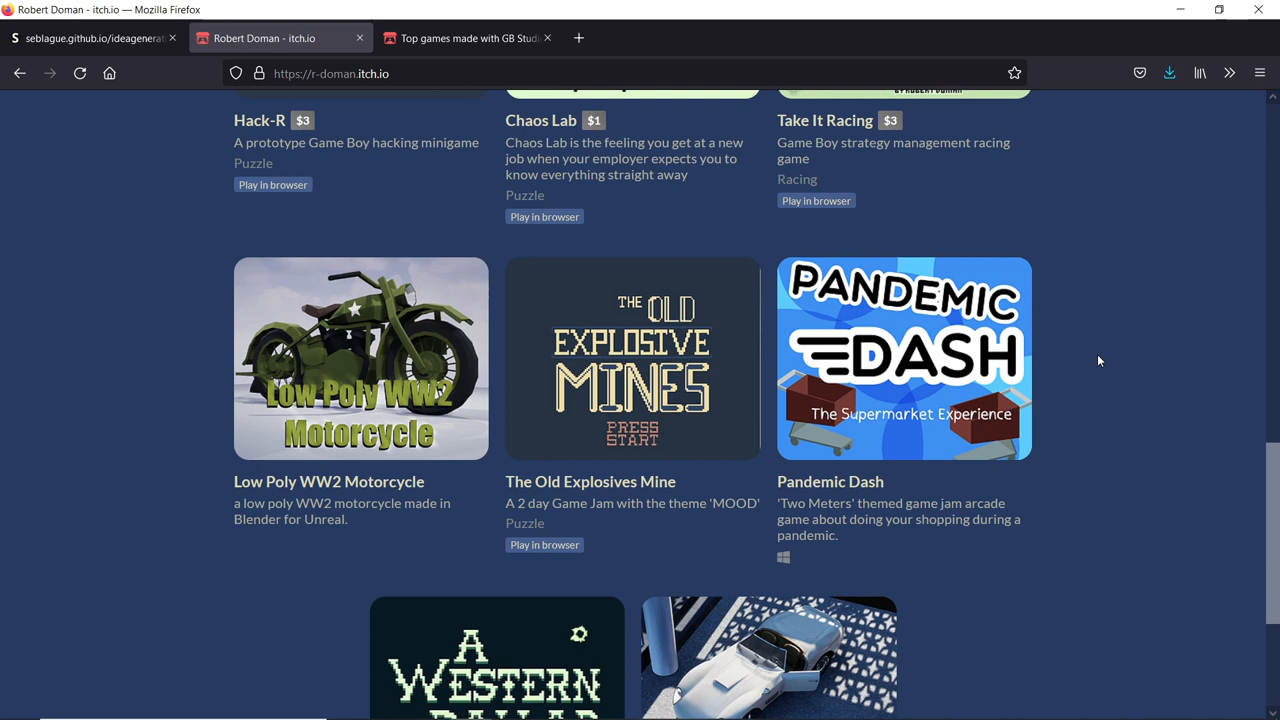 Robert Doman - itch.io — Mozilla Firefox
seblague.github.io/ideagenerat
Robert Doman - itch.io
Top games made with GB Studi
https://r-doman.itch.io
BY ROBERT DOMAN
Hack-R $3
A prototype Game Boy hacking minigame
Puzzle
Play in browser
Chaos Lab $1
Chaos Lab is the feeling you get at a new
job when your employer expects you to
know everything straight away
Puzzle
Play in browser
Take It Racing $3
Game Boy strategy management racing
game
Racing
Play in browser
Low Poly WW2
Motorcycle
THE OLD
EXPLOSIVE
MINES
PRESS
START
PANDEMIC
DASH
The Supermarket Experience
Low Poly WW2 Motorcycle
a low poly WW2 motorcycle made in
Blender for Unreal.
The Old Explosives Mine
A 2 day Game Jam with the theme 'MOOD'
Puzzle
Play in browser
Pandemic Dash
'Two Meters' themed game jam arcade
game about doing your shopping during a
pandemic.
A
WESTERN